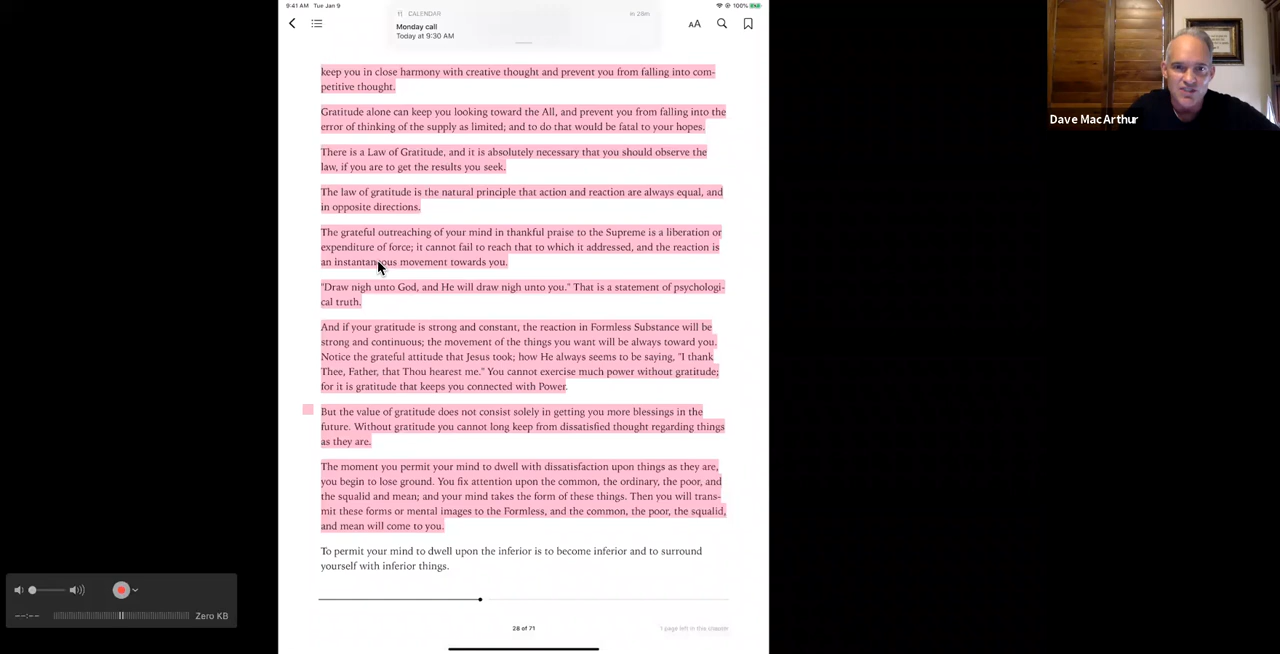 9:41 AM Tue Jan 9
100%
CALENDAR
in 28m
Monday call
Today at 9:30 AM
AA
Dave MacArthur
keep you in close harmony with creative thought and prevent you from falling into com-
petitive thought.
Gratitude alone can keep you looking toward the All, and prevent you from falling into the
error of thinking of the supply as limited; and to do that would be fatal to your hopes.
There is a Law of Gratitude, and it is absolutely necessary that you should observe the
law, if you are to get the results you seek.
The law of gratitude is the natural principle that action and reaction are always equal, and
in opposite directions.
The grateful outreaching of your mind in thankful praise to the Supreme is a liberation or
expenditure of force; it cannot fail to reach that to which it addressed, and the reaction is
an instantaneous movement towards you.
"Draw nigh unto God, and He will draw nigh unto you." That is a statement of psychologi-
cal truth.
And if your gratitude is strong and constant, the reaction in Formless Substance will be
strong and continuous; the movement of the things you want will be always toward you.
Notice the grateful attitude that Jesus took; how He always seems to be saying, "I thank
Thee, Father, that Thou hearest me." You cannot exercise much power without gratitude;
for it is gratitude that keeps you connected with Power.
But the value of gratitude does not consist solely in getting you more blessings in the
future. Without gratitude you cannot long keep from dissatisfied thought regarding things
as they are.
The moment you permit your mind to dwell with dissatisfaction upon things as they are,
you begin to lose ground. You fix attention upon the common, the ordinary, the poor, and
the squalid and mean; and your mind takes the form of these things. Then you will trans-
mit these forms or mental images to the Formless, and the common, the poor, the squalid,
and mean will come to you.
To permit your mind to dwell upon the inferior is to become inferior and to surround
yourself with inferior things.
--:--
Zero KB
28 of 71
1 page left in this chapter